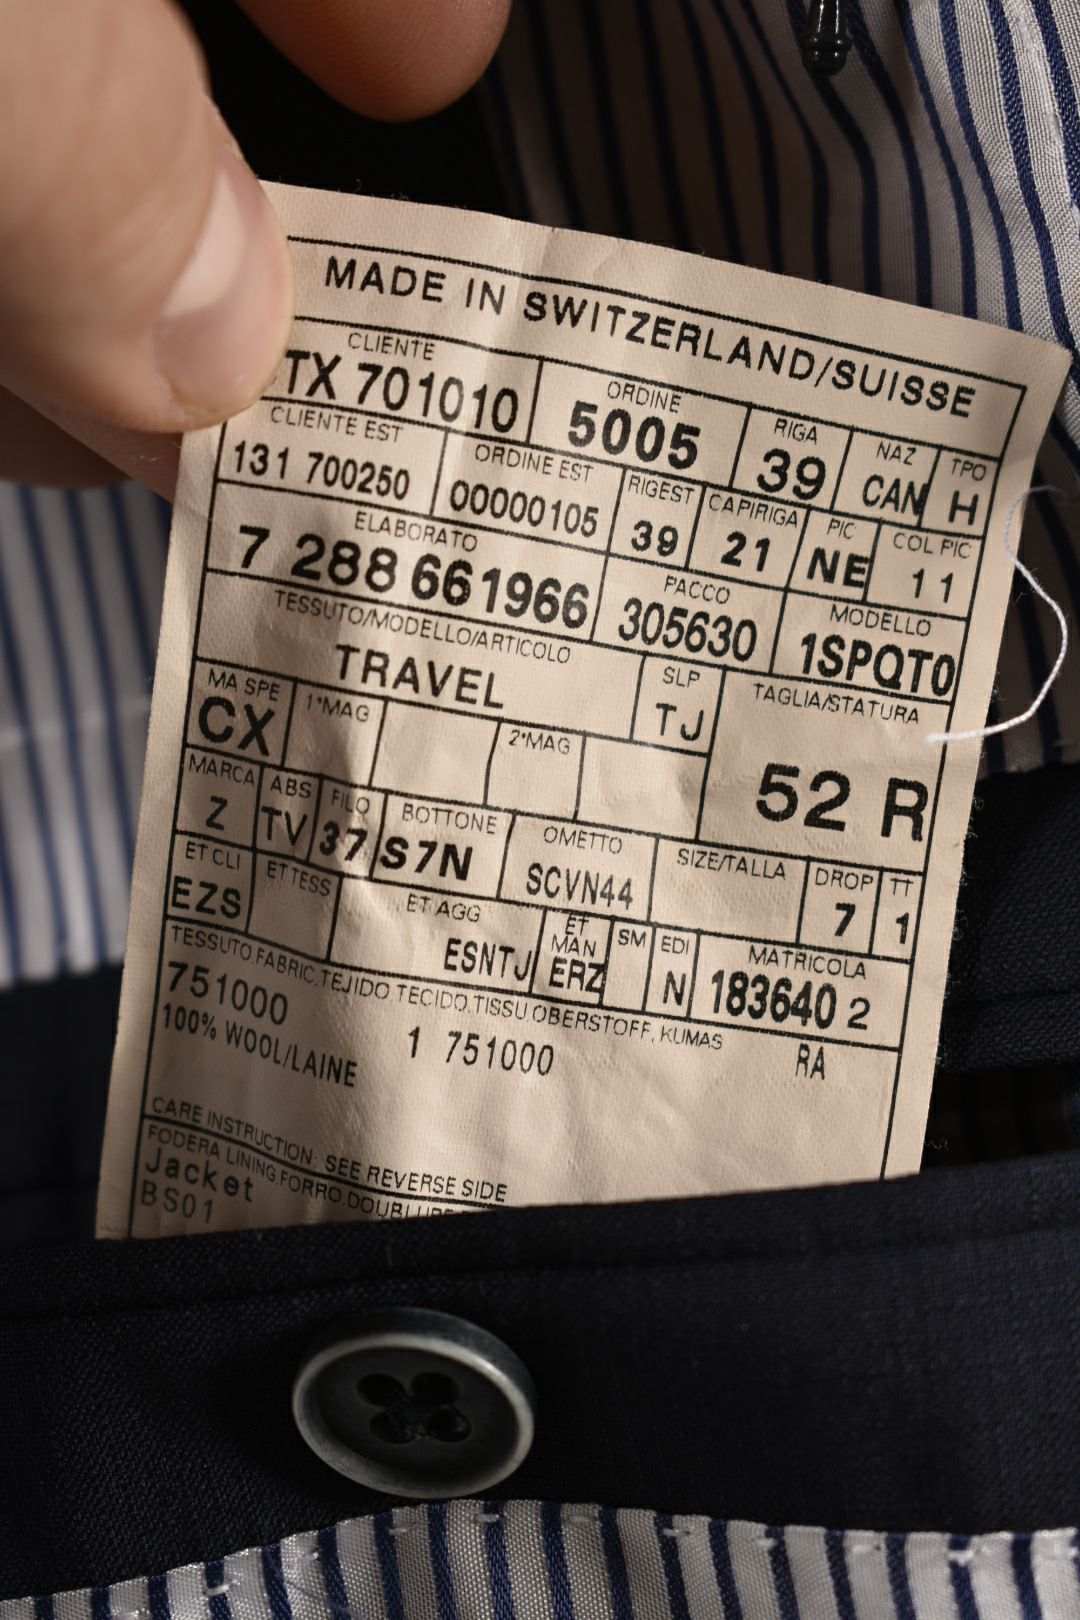 MADE IN SWITZERLAND/SUISSE
CLIENTE ORDINE RIGA NAZ TPO
TX 701010 5005 39 CAN H
CLIENTE EST ORDINE EST RIGEST CAPIRIGA PIC COL PIC
131 700250 00000105 39 21 NE 11
ELABORATO PACCO MODELLO
7 288 661966 305630 1SPQT0
TESSUTO/MODELLO/ARTICOLO SLP TAGLIA/STATURA
TRAVEL TJ 52 R
MA SPE 1°MAG 2°MAG
CX
MARCA ABS FILO BOTTONE OMETTO SIZE/TALLA DROP TT
Z TV 37 S7N SCVN44 7 1
ET CLI ET TESS ET AGG ET MAN SM EDI MATRICOLA
EZS ESNTJ ERZ N 183640 2
TESSUTO,FABRIC,TEJIDO,TECIDO,TISSU,OBERSTOFF, KUMAS
751000 1 751000 RA
100% WOOL/LAINE
CARE INSTRUCTION: SEE REVERSE SIDE
FODERA LINING,FORRO,
Jacket
BS01